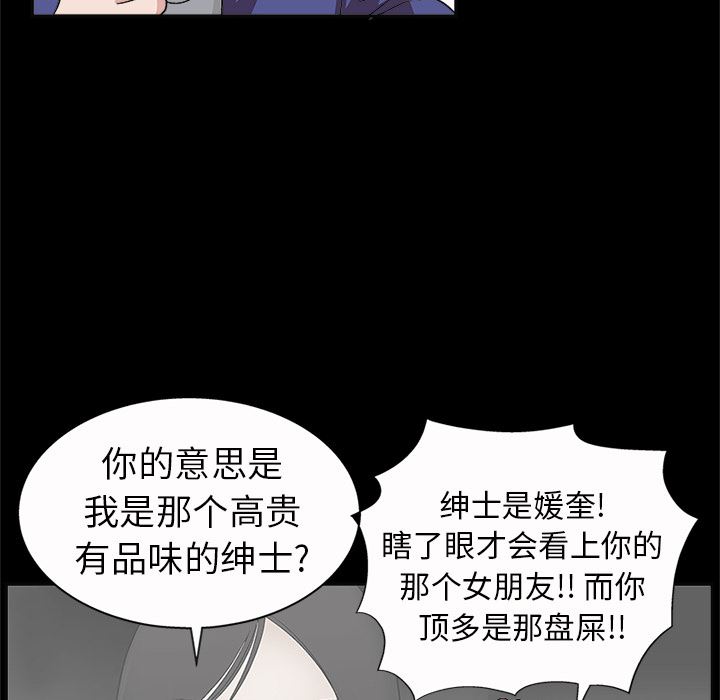 你的意思是
我是那个高贵
有品味的绅士?
绅士是媛奎!
瞎了眼才会看上你的
那个女朋友!! 而你
顶多是那盘屎!!